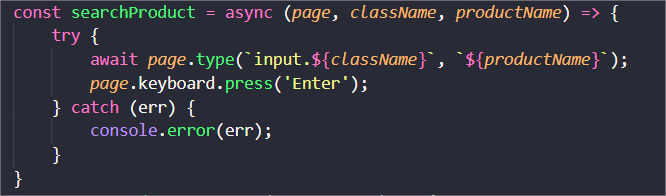 const searchProduct = async (page, className, productName) => {
try {
await page.type(`input.${className}`, `${productName}`);
page.keyboard.press('Enter');
} catch (err) {
console.error(err);
}
}